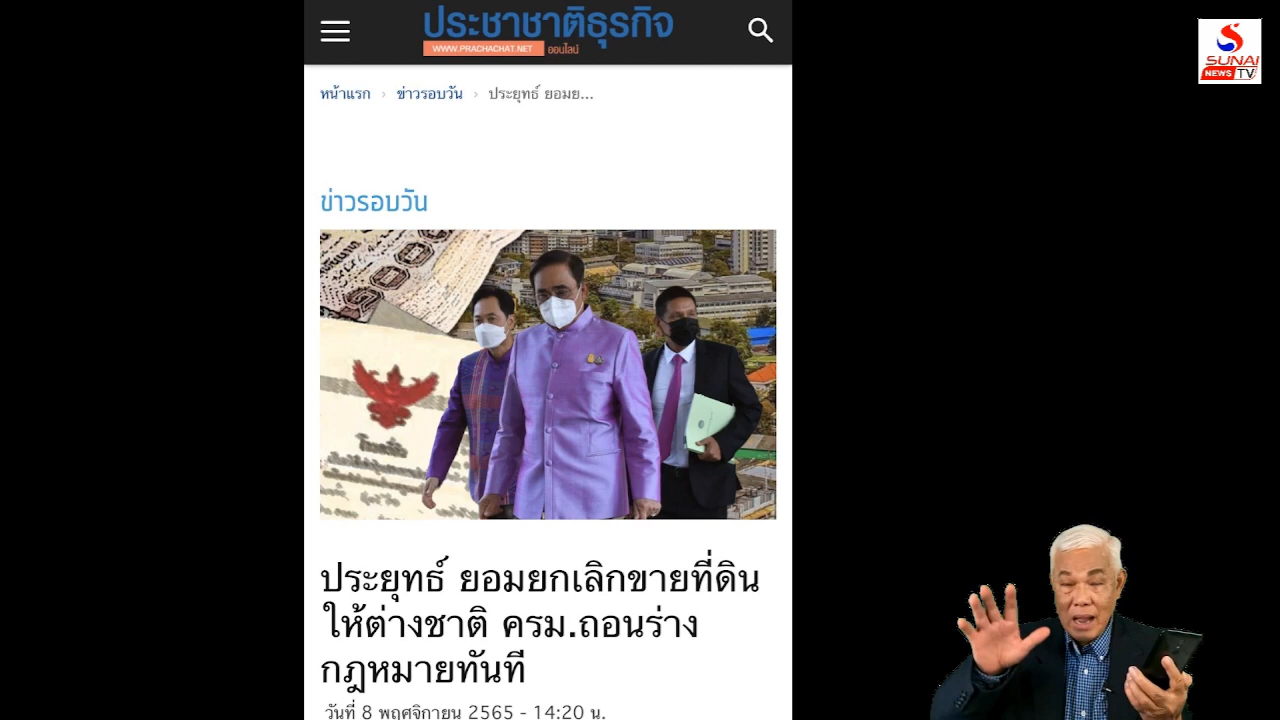 ประชาชาติธุรกิจ
WWW.PRACHACHAT.NET ออนไลน์
SUNAI
NEWS TV
หน้าแรก › ข่าวรอบวัน › ประยุทธ์ ยอมย...
ข่าวรอบวัน
ประยุทธ์ ยอมยกเลิกขายที่ดิน
ให้ต่างชาติ ครม.ถอนร่าง
กฎหมายทันที
วันที่ 8 พฤศจิกายน 2565 - 14:20 น.